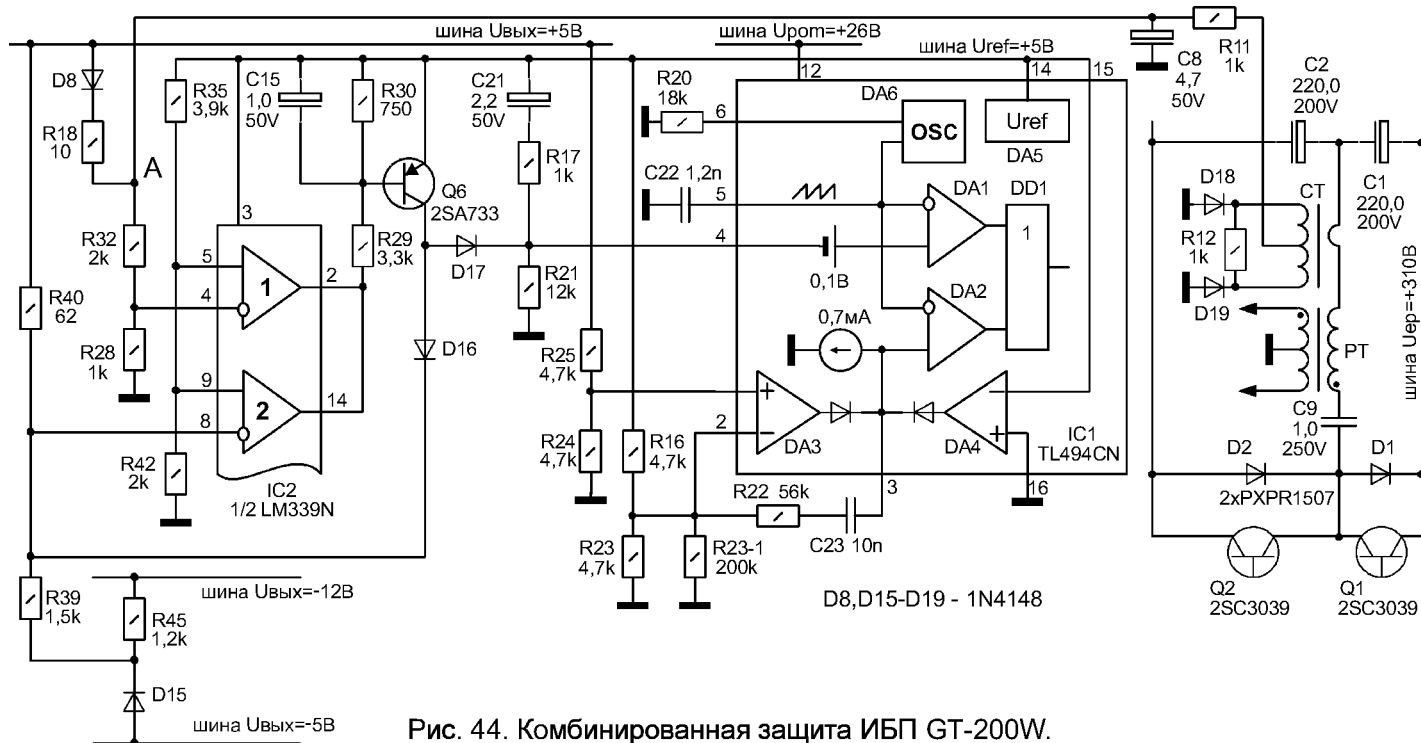 шина Uвых=+5В
шина Upom=+26В
шина Uref=+5В
12
14
15
R11
1k
C8
4,7
50V
C2
220,0
200V
D8
R35
3,9k
C15
1,0
50V
R30
750
C21
2,2
50V
R20
18k
6
DA6
OSC
Uref
DA5
R18
10
A
R17
1k
Q6
2SA733
C22 1,2n
5
DA1
DD1
1
D18
CT
C1
220,0
200V
R12
1k
R32
2k
3
R29
3,3k
D17
4
0,1В
5
1
2
4
R21
12k
DA2
D19
шина Uep=+310В
R40
62
R28
1k
D16
0,7мА
R25
4,7k
PT
9
2
14
8
+
−
−
+
2
DA3
DA4
IC1
TL494CN
C9
1,0
250V
R24
4,7k
R16
4,7k
D2
D1
R42
2k
IC2
1/2 LM339N
R22 56k
3
16
2xPXPR1507
C23 10n
R23
4,7k
R23-1
200k
R39
1,5k
шина Uвых=-12В
R45
1,2k
D8,D15-D19 - 1N4148
Q2
2SC3039
Q1
2SC3039
D15
шина Uвых=-5В
Рис. 44. Комбинированная защита ИБП GT-200W.